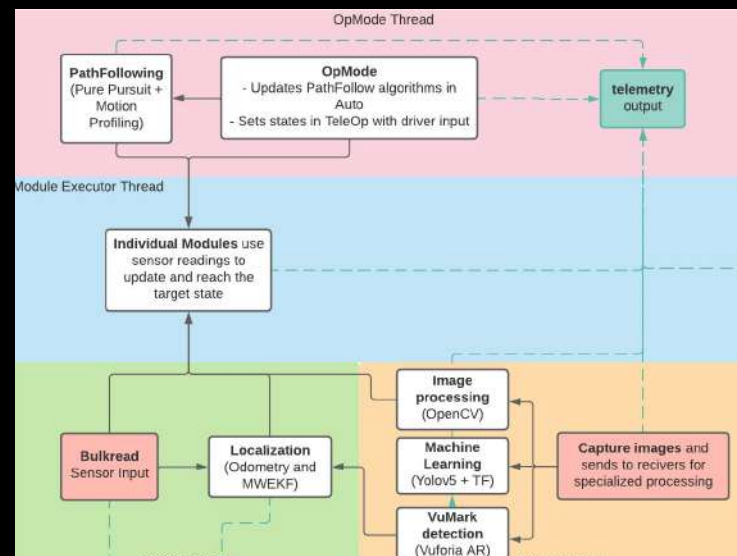 OpMode Thread
PathFollowing
(Pure Pursuit +
Motion
Profiling)
OpMode
- Updates PathFollow algorithms in
Auto
- Sets states in TeleOp with driver input
telemetry
output
Module Executor Thread
Individual Modules use
sensor readings to
update and reach the
target state
Bulkread
Sensor Input
Localization
(Odometry and
MWEKF)
Image
processing
(OpenCV)
Machine
Learning
(Yolov5 + TF)
VuMark
detection
(Vuforia AR)
Capture images and
sends to recivers for
specialized processing